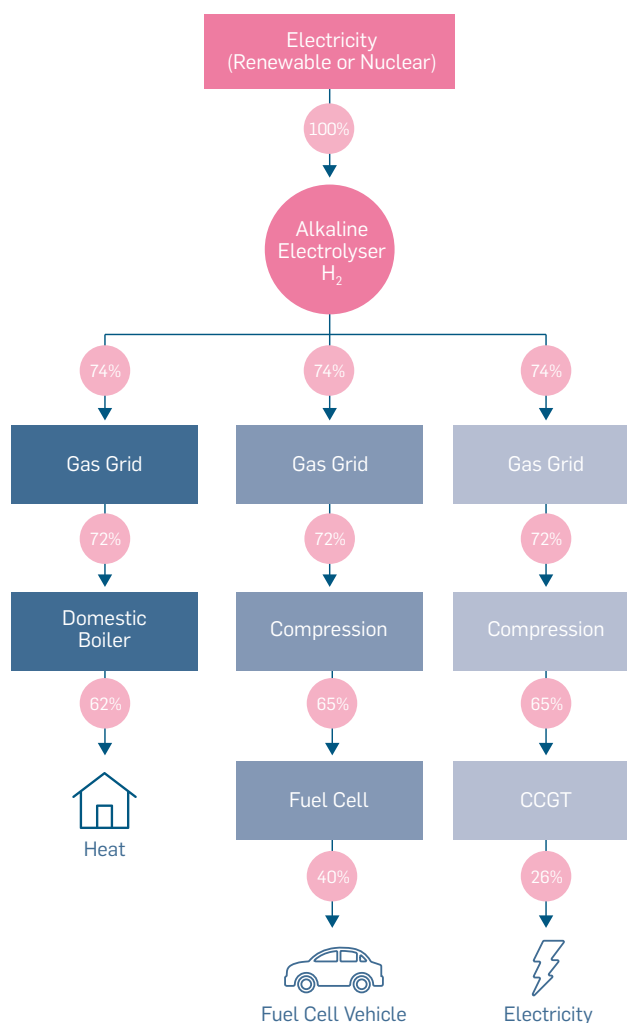 Electricity
(Renewable or Nuclear)
100%
Alkaline
Electrolyser
H₂
74%
74%
74%
Gas Grid
Gas Grid
Gas Grid
72%
72%
72%
Domestic
Boiler
Compression
Compression
62%
65%
65%
Heat
Fuel Cell
CCGT
40%
26%
Fuel Cell Vehicle
Electricity